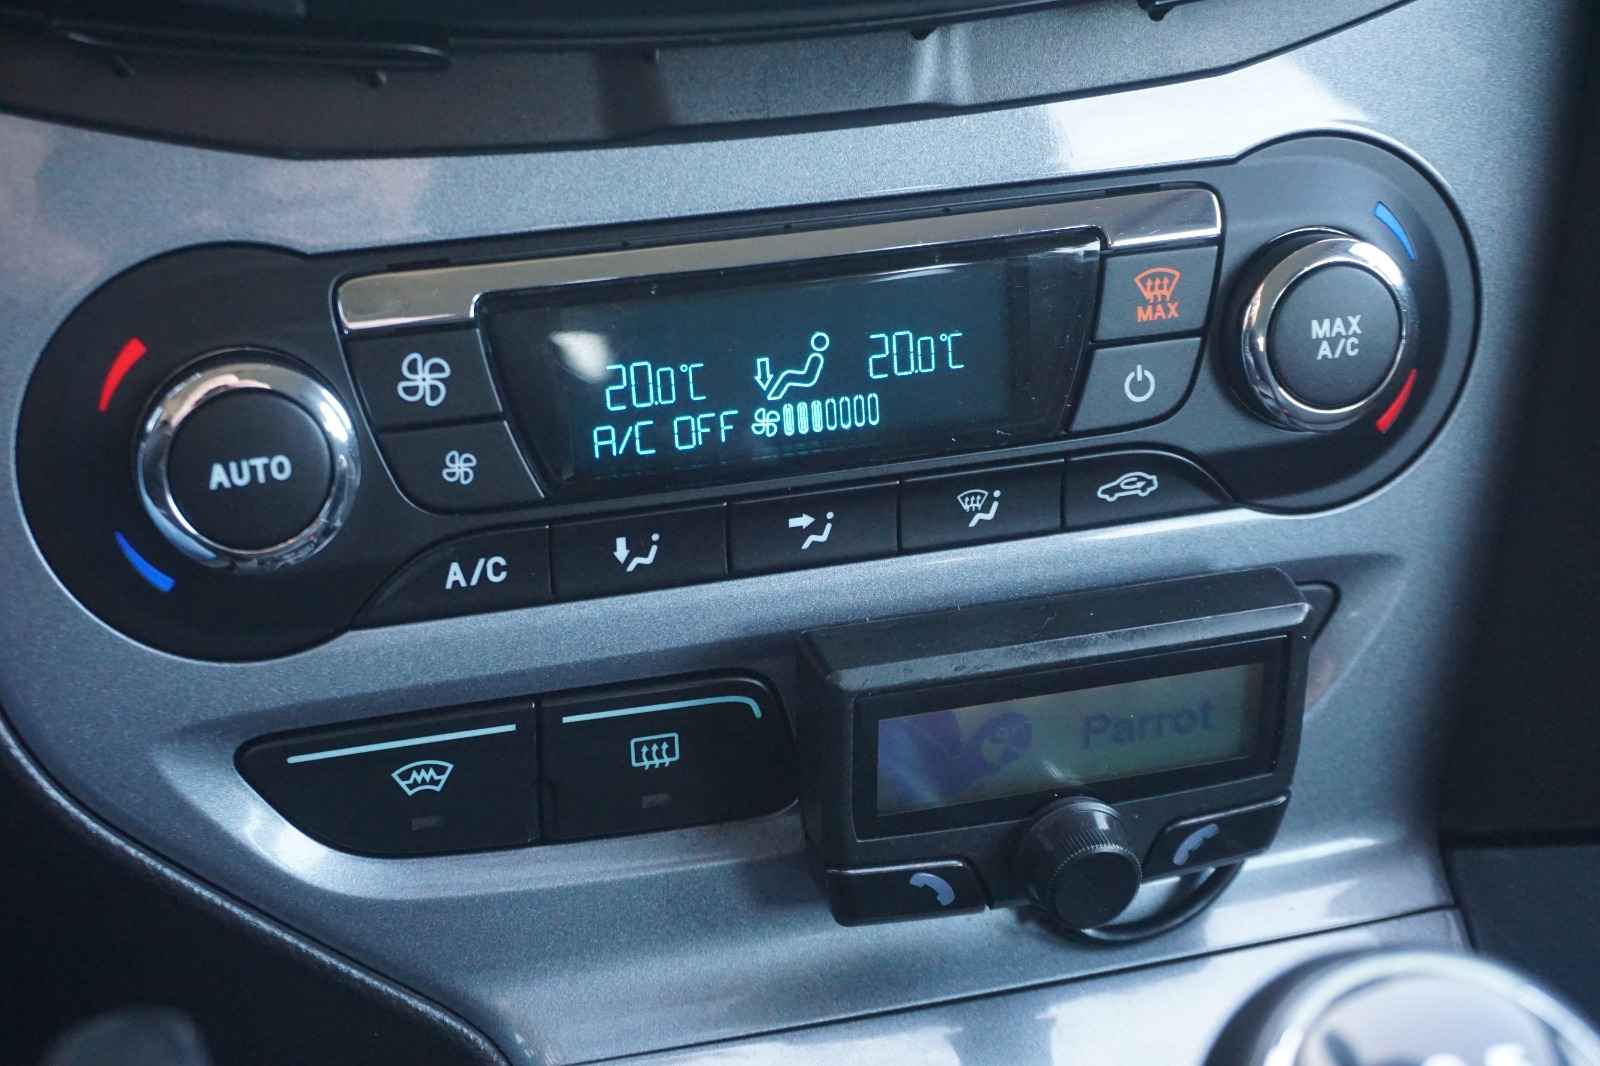 MAX
MAX
A/C
20.0°C
20.0°C
A/C OFF
AUTO
A/C
Parrot